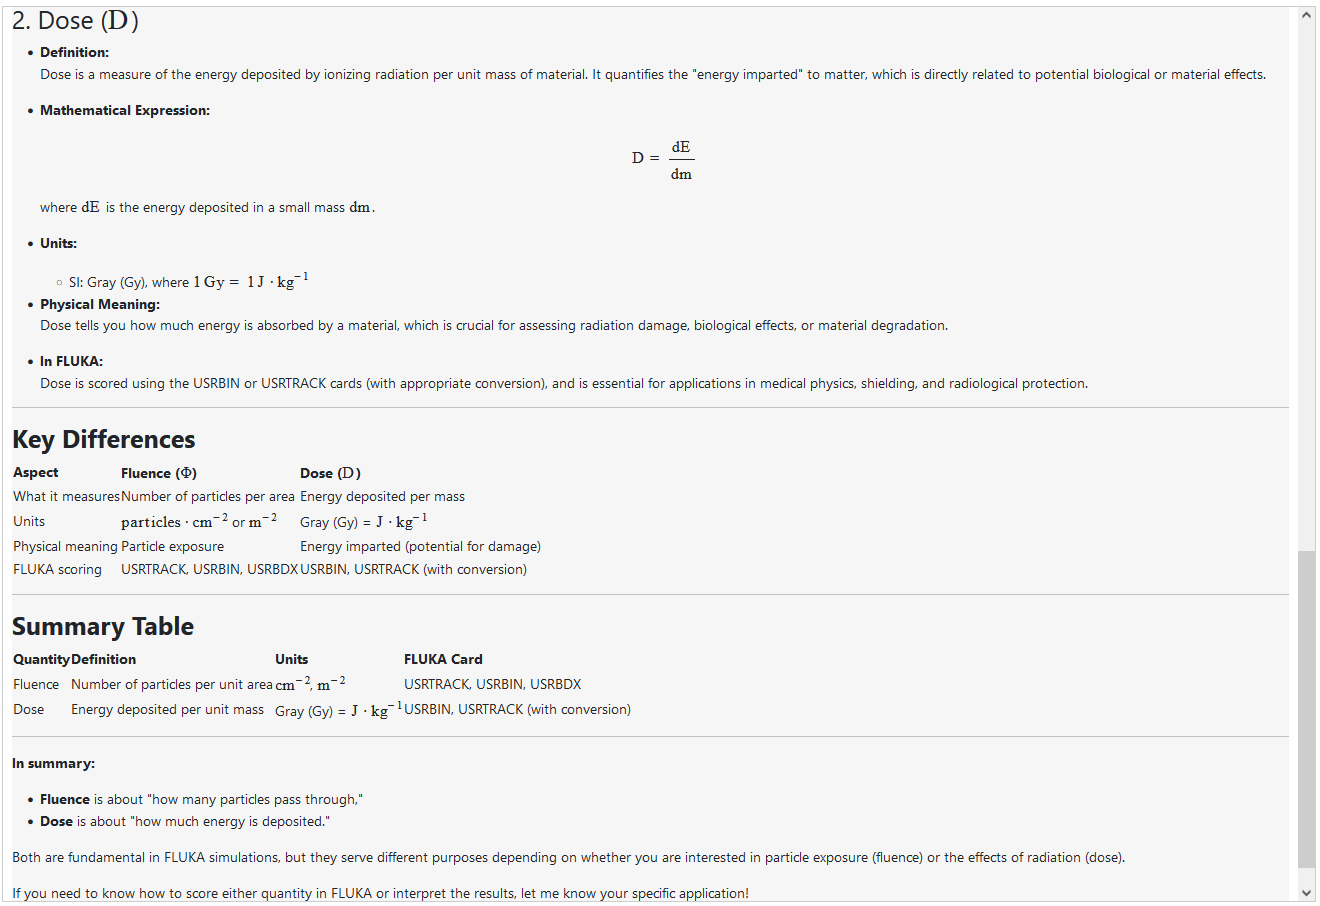 2. Dose (D)
• Definition:
Dose is a measure of the energy deposited by ionizing radiation per unit mass of material. It quantifies the "energy imparted" to matter, which is directly related to potential biological or material effects.
• Mathematical Expression:
D = dE/dm
where dE is the energy deposited in a small mass dm.
• Units:
◦ SI: Gray (Gy), where 1 Gy = 1 J · kg⁻¹
• Physical Meaning:
Dose tells you how much energy is absorbed by a material, which is crucial for assessing radiation damage, biological effects, or material degradation.
• In FLUKA:
Dose is scored using the USRBIN or USRTRACK cards (with appropriate conversion), and is essential for applications in medical physics, shielding, and radiological protection.
Key Differences
Aspect Fluence (Φ) Dose (D)
What it measures Number of particles per area Energy deposited per mass
Units particles · cm⁻² or m⁻² Gray (Gy) = J · kg⁻¹
Physical meaning Particle exposure Energy imparted (potential for damage)
FLUKA scoring USRTRACK, USRBIN, USRBDX USRBIN, USRTRACK (with conversion)
Summary Table
Quantity Definition Units FLUKA Card
Fluence Number of particles per unit area cm⁻², m⁻² USRTRACK, USRBIN, USRBDX
Dose Energy deposited per unit mass Gray (Gy) = J · kg⁻¹ USRBIN, USRTRACK (with conversion)
In summary:
• Fluence is about "how many particles pass through,"
• Dose is about "how much energy is deposited."
Both are fundamental in FLUKA simulations, but they serve different purposes depending on whether you are interested in particle exposure (fluence) or the effects of radiation (dose).
If you need to know how to score either quantity in FLUKA or interpret the results, let me know your specific application!